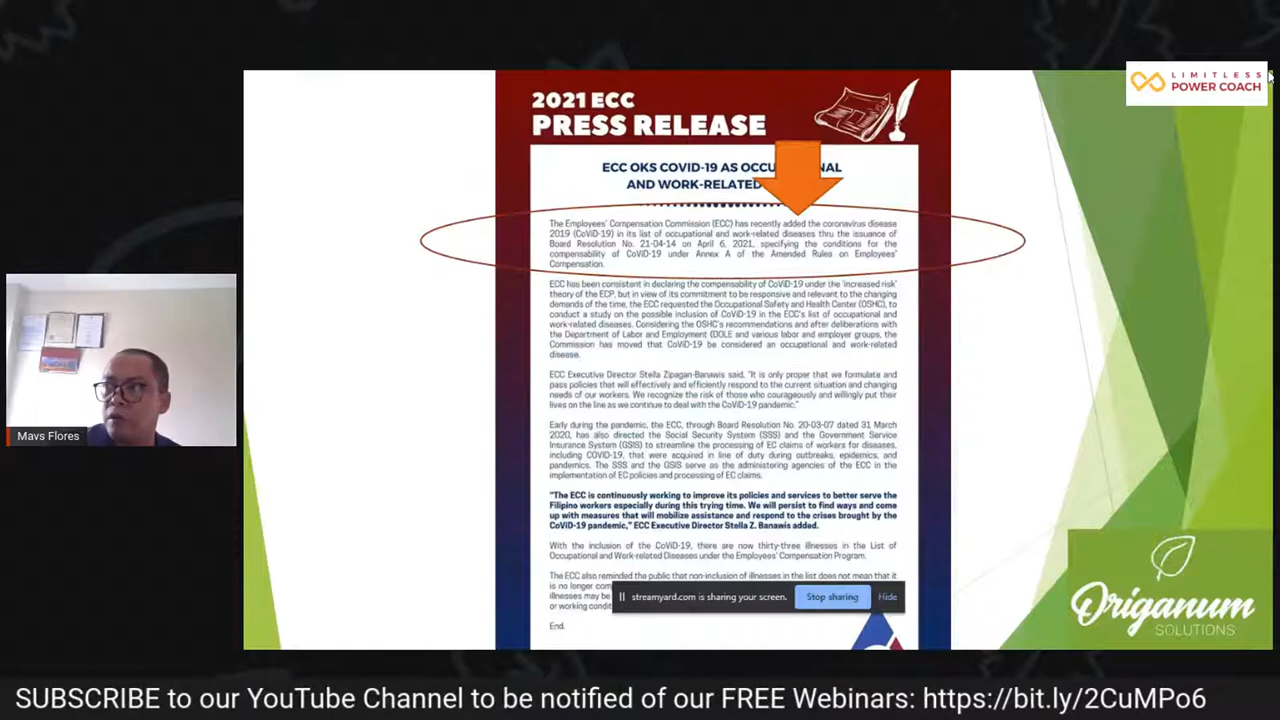 LIMITLESS
POWER COACH
2021 ECC
PRESS RELEASE
ECC OKS COVID-19 AS
AND WORK-RELATED
The Employees' Compensation Commission (ECC) has recently added the coronavirus disease
2019 (CoViD-19) in its list of occupational and work-related diseases thru the issuance of
Board Resolution No. 21-04-14 on April 6, 2021, specifying the conditions for the
compensability of CoViD-19 under Annex A of the Amended Rules on Employees'
Compensation.
ECC has been consistent in declaring the compensability of CoViD-19 under the 'increased risk'
theory of the ECP, but in view of its commitment to be responsive and relevant to the changing
demands of the time, the ECC requested the Occupational Safety and Health Center (OSHC), to
conduct a study on the possible inclusion of CoViD-19 in the ECC's list of occupational and
work-related diseases. Considering the OSHC's recommendations and after deliberations with
the Department of Labor and Employment (DOLE and various labor and employer groups, the
Commission has moved that CoViD-19 be considered an occupational and work-related
disease.
ECC Executive Director Stella Zipagan-Banawis said, "It is only proper that we formulate and
pass policies that will effectively and efficiently respond to the current situation and changing
needs of our workers. We recognize the risk of those who courageously and willingly put their
lives on the line as we continue to deal with the CoViD-19 pandemic."
Early during the pandemic, the ECC, through Board Resolution No. 20-03-07 dated 31 March
2020, has also directed the Social Security System (SSS) and the Government Service
Insurance System (GSIS) to streamline the processing of EC claims of workers for diseases,
including COVID-19, that were acquired in line of duty during outbreaks, epidemics, and
pandemics. The SSS and the GSIS serve as the administering agencies of the ECC in the
implementation of EC policies and processing of EC claims.
"The ECC is continuously working to improve its policies and services to better serve the
Filipino workers especially during this trying time. We will persist to find ways and come
up with measures that will mobilize assistance and respond to the crises brought by the
CoViD-19 pandemic," ECC Executive Director Stella Z. Banawis added.
With the inclusion of the CoViD-19, there are now thirty-three illnesses in the List of
Occupational and Work-related Diseases under the Employees' Compensation Program.
The ECC also reminded the public that non-inclusion of illnesses in the list does not mean that it
is no longer
illnesses may be
or working
End.
streamyard.com is sharing your screen.
Stop sharing
Hide
Mavs Flores
Origanum
SOLUTIONS
SUBSCRIBE to our YouTube Channel to be notified of our FREE Webinars: https://bit.ly/2CuMPo6